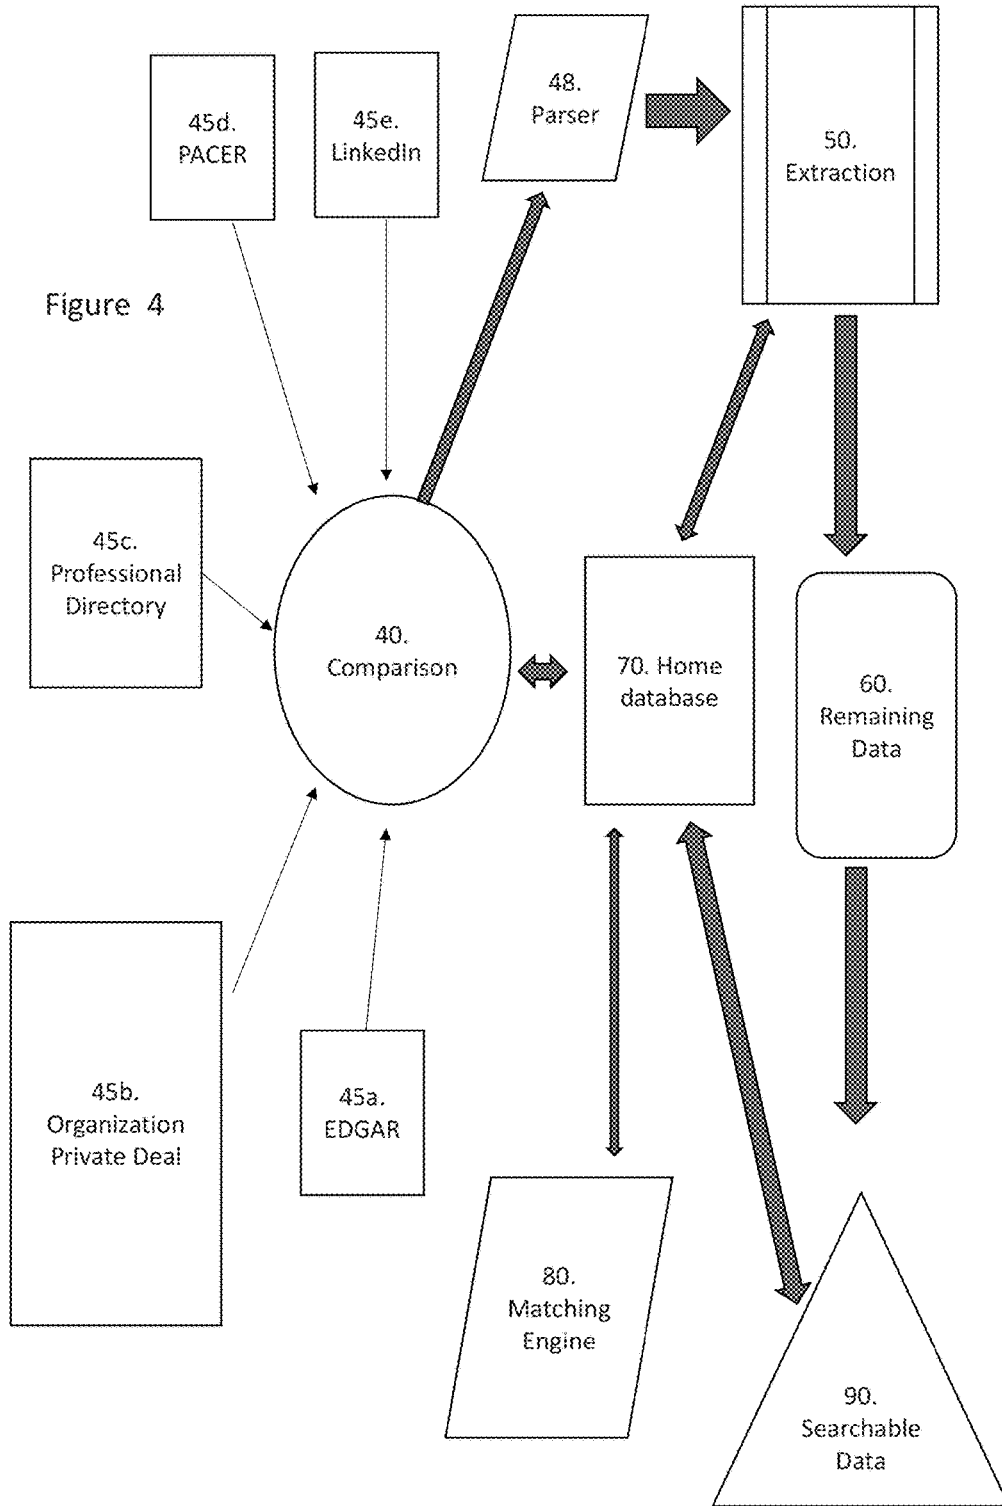 45d.
PACER
45e.
LinkedIn
48.
Parser
50.
Extraction
Figure 4
45c.
Professional
Directory
40.
Comparison
70. Home
database
60.
Remaining
Data
45b.
Organization
Private Deal
45a.
EDGAR
80.
Matching
Engine
90.
Searchable
Data